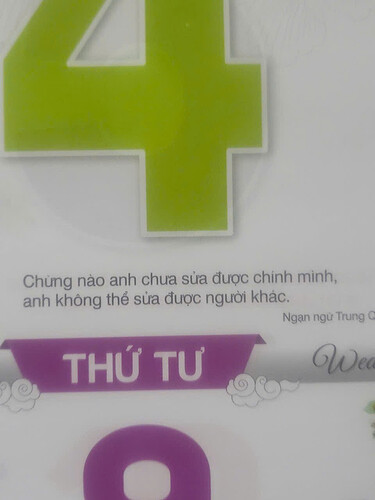 4
Chừng nào anh chưa sửa được chính mình,
anh không thể sửa được người khác.
Ngạn ngữ Trung
THỨ TƯ